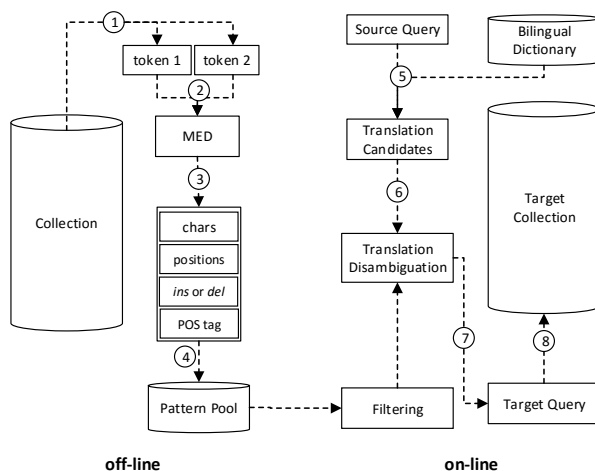 1
token 1
token 2
2
MED
3
chars
positions
ins or del
POS tag
4
Pattern Pool
Collection
off-line
Source Query
Bilingual
Dictionary
5
Translation
Candidates
6
Translation
Disambiguation
Target
Collection
7
8
Filtering
Target Query
on-line